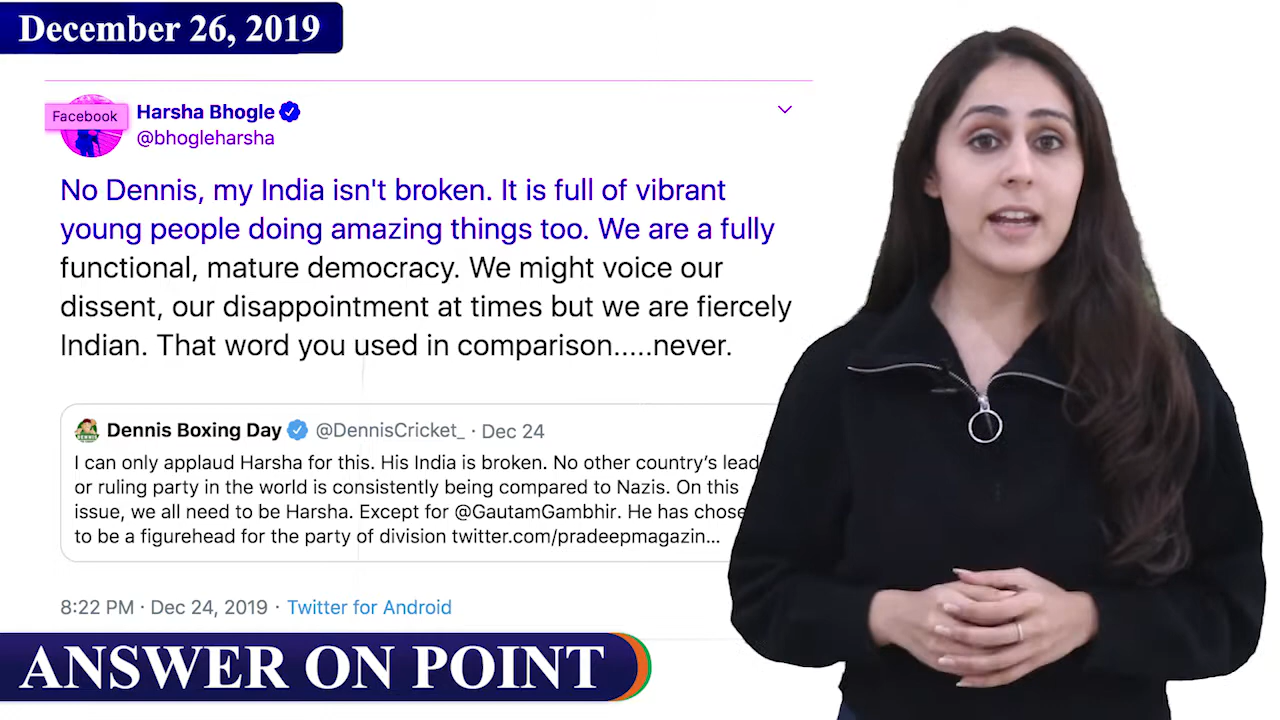 December 26, 2019
Facebook
Harsha Bhogle
@bhogleharsha
No Dennis, my India isn't broken. It is full of vibrant
young people doing amazing things too. We are a fully
functional, mature democracy. We might voice our
dissent, our disappointment at times but we are fiercely
Indian. That word you used in comparison.....never.
Dennis Boxing Day @DennisCricket_ · Dec 24
I can only applaud Harsha for this. His India is broken. No other country's lead
or ruling party in the world is consistently being compared to Nazis. On this
issue, we all need to be Harsha. Except for @GautamGambhir. He has chose
to be a figurehead for the party of division twitter.com/pradeepmagazin...
8:22 PM · Dec 24, 2019 · Twitter for Android
ANSWER ON POINT